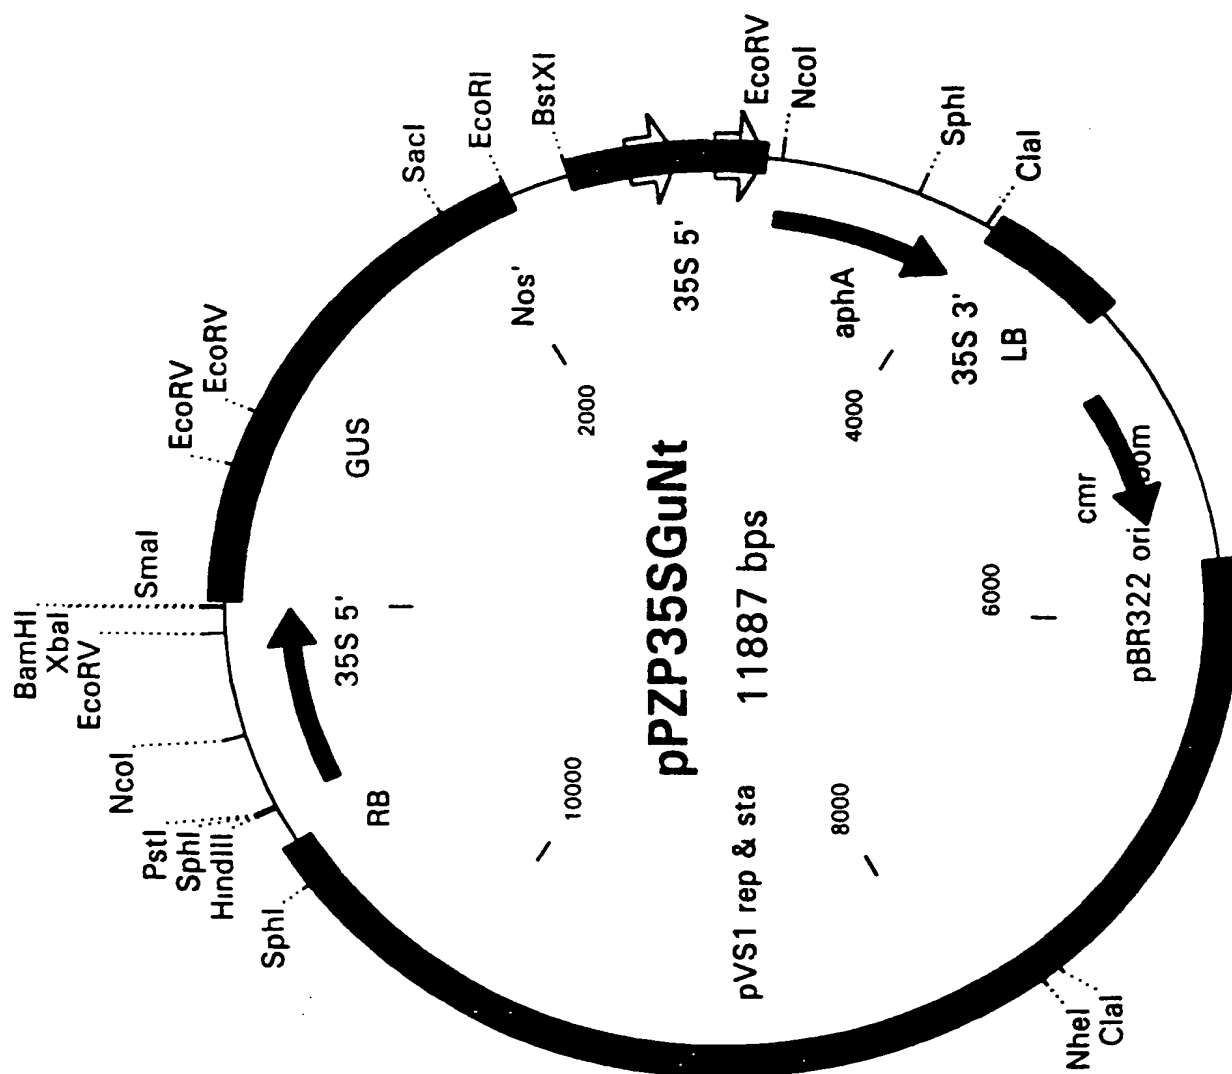 pPZP35SGuNt
11887 bps
BamHI
XbaI
EcoRV
SmaI
EcoRV
EcoRV
SacI
EcoRI
BstXI
EcoRV
NcoI
SphI
ClaI
NheI
ClaI
SphI
HindIII
SphI
PstI
NcoI
35S 5'
GUS
Nos'
35S 5'
aphA
35S 3'
LB
cmr
pBR322 ori
bom
pVS1 rep & sta
RB
2000
4000
6000
8000
10000